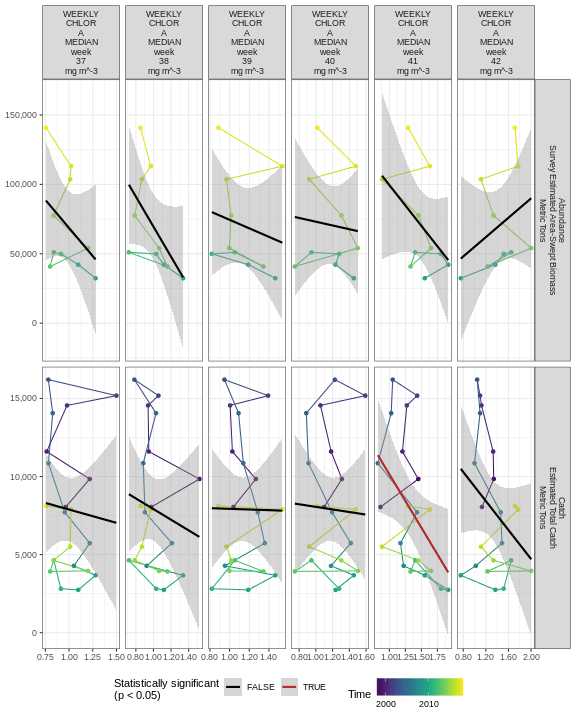 WEEKLY
CHLOR
A
MEDIAN
week
37
mg m^-3
WEEKLY
CHLOR
A
MEDIAN
week
38
mg m^-3
WEEKLY
CHLOR
A
MEDIAN
week
39
mg m^-3
WEEKLY
CHLOR
A
MEDIAN
week
40
mg m^-3
WEEKLY
CHLOR
A
MEDIAN
week
41
mg m^-3
WEEKLY
CHLOR
A
MEDIAN
week
42
mg m^-3
150,000
100,000
50,000
0
Abundance
Survey Estimated Area-Swept Biomass
Metric Tons
15,000
10,000
5,000
0
Catch
Estimated Total Catch
Metric Tons
0.75 1.00 1.25 1.50
0.80 1.00 1.20 1.40
0.80 1.00 1.20 1.40
0.80 1.00 1.20 1.40 1.60
1.00 1.25 1.50 1.75
0.80 1.20 1.60 2.00
Statistically significant
(p < 0.05)
FALSE
TRUE
Time
2000 2010